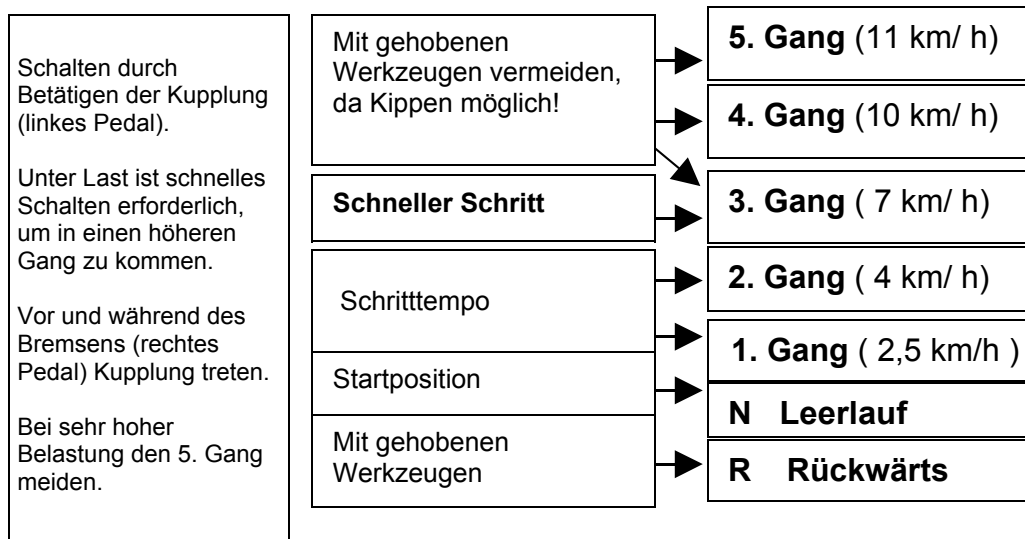 Schalten durch
Betätigen der Kupplung
(linkes Pedal).
Unter Last ist schnelles
Schalten erforderlich,
um in einen höheren
Gang zu kommen.
Vor und während des
Bremsens (rechtes
Pedal) Kupplung treten.
Bei sehr hoher
Belastung den 5. Gang
meiden.
Mit gehobenen
Werkzeugen vermeiden,
da Kippen möglich!
Schneller Schritt
Schritttempo
Startposition
Mit gehobenen
Werkzeugen
5. Gang (11 km/ h)
4. Gang (10 km/ h)
3. Gang ( 7 km/ h)
2. Gang ( 4 km/ h)
1. Gang ( 2,5 km/h )
N Leerlauf
R Rückwärts